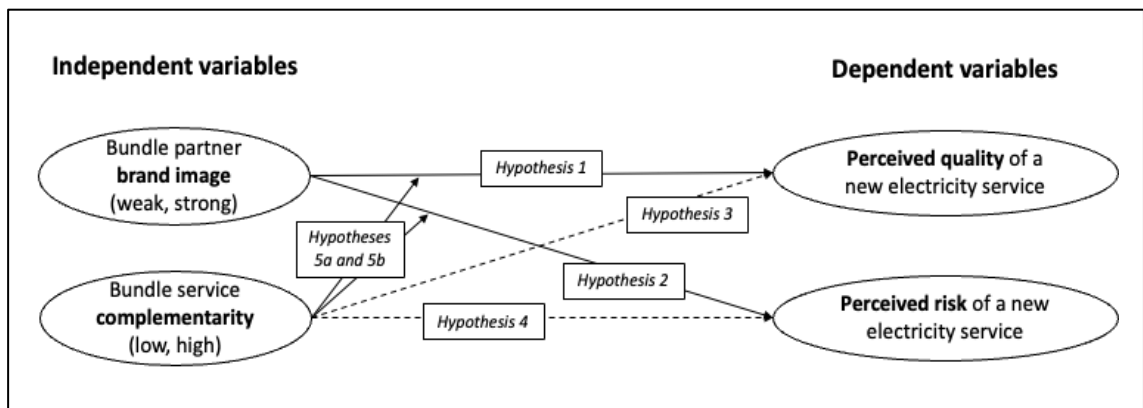 Independent variables
Dependent variables
Bundle partner
brand image
(weak, strong)
Hypothesis 1
Perceived quality of a
new electricity service
Hypothesis 3
Hypotheses
5a and 5b
Hypothesis 2
Bundle service
complementarity
(low, high)
Hypothesis 4
Perceived risk of a new
electricity service